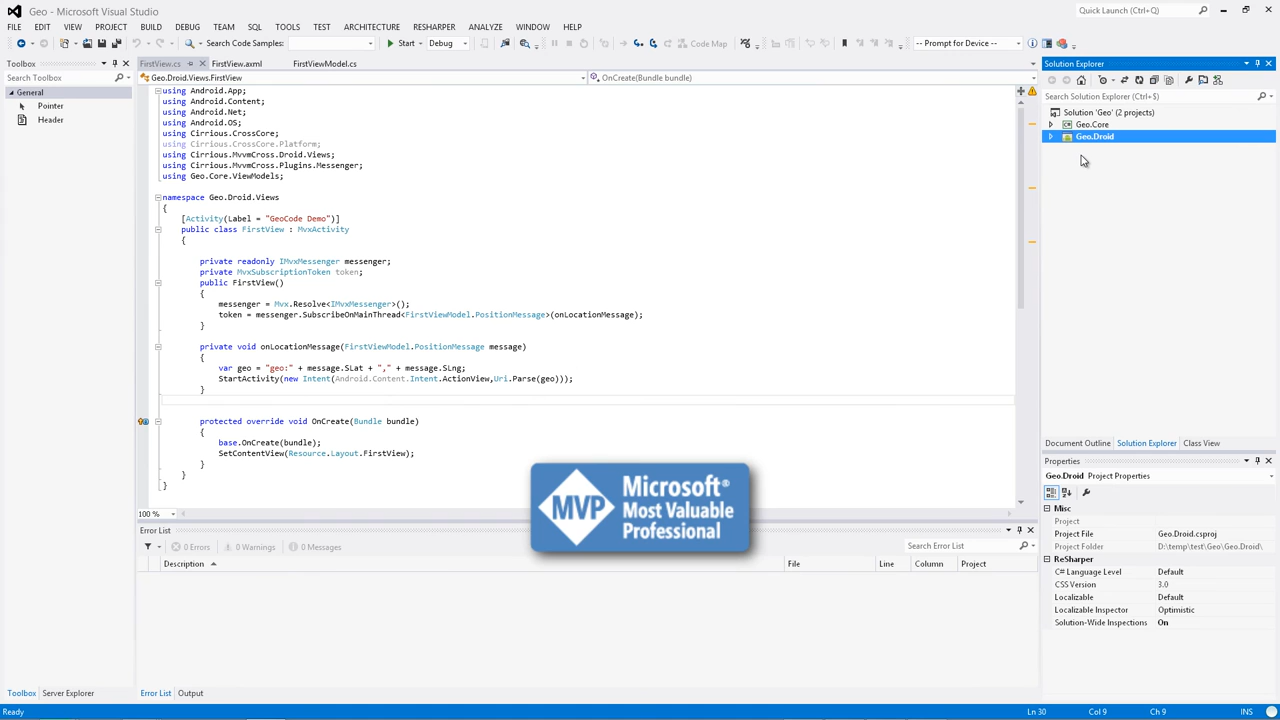 Geo - Microsoft Visual Studio
Quick Launch (Ctrl+Q)
FILE EDIT VIEW PROJECT BUILD DEBUG TEAM SQL TOOLS TEST ARCHITECTURE RESHARPER ANALYZE WINDOW HELP
Search Code Samples: Start Debug Code Map -- Prompt for Device --
Toolbox
Search Toolbox
General
Pointer
Header
FirstView.cs FirstView.axml FirstViewModel.cs
Geo.Droid.Views.FirstView OnCreate(Bundle bundle)
using Android.App;
using Android.Content;
using Android.Net;
using Android.OS;
using Cirrious.CrossCore;
using Cirrious.CrossCore.Platform;
using Cirrious.MvvmCross.Droid.Views;
using Cirrious.MvvmCross.Plugins.Messenger;
using Geo.Core.ViewModels;
namespace Geo.Droid.Views
{
[Activity(Label = "GeoCode Demo")]
public class FirstView : MvxActivity
{
private readonly IMvxMessenger messenger;
private MvxSubscriptionToken token;
public FirstView()
{
messenger = Mvx.Resolve<IMvxMessenger>();
token = messenger.SubscribeOnMainThread<FirstViewModel.PositionMessage>(onLocationMessage);
}
private void onLocationMessage(FirstViewModel.PositionMessage message)
{
var geo = "geo:" + message.SLat + "," + message.SLng;
StartActivity(new Intent(Android.Content.Intent.ActionView,Uri.Parse(geo)));
}
protected override void OnCreate(Bundle bundle)
{
base.OnCreate(bundle);
SetContentView(Resource.Layout.FirstView);
}
}
}
100 %
MVP
Microsoft®
Most Valuable
Professional
Error List
0 Errors 0 Warnings 0 Messages
Search Error List
Description File Line Column Project
Solution Explorer
Search Solution Explorer (Ctrl+$)
Solution 'Geo' (2 projects)
Geo.Core
Geo.Droid
Document Outline Solution Explorer Class View
Properties
Geo.Droid Project Properties
Misc
Project
Project File Geo.Droid.csproj
Project Folder D:\temp\test\Geo\Geo.Droid\
ReSharper
C# Language Level Default
CSS Version 3.0
Localizable Default
Localizable Inspector Optimistic
Solution-Wide Inspections On
Toolbox Server Explorer
Error List Output
Ready Ln 30 Col 9 Ch 9 INS